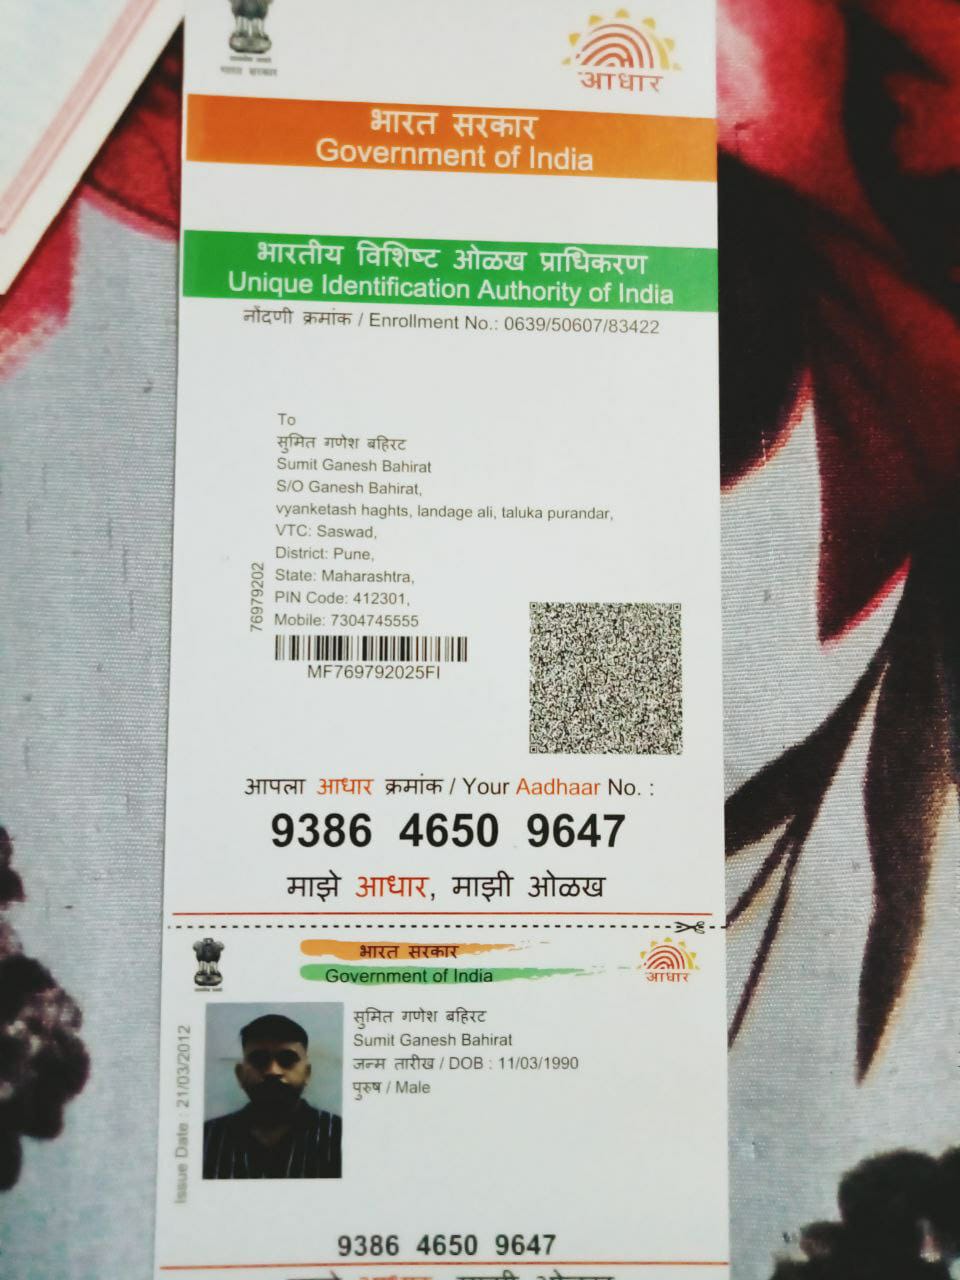 भारत सरकार
आधार
भारत सरकार
Government of India
भारतीय विशिष्ट ओळख प्राधिकरण
Unique Identification Authority of India
नोंदणी क्रमांक / Enrollment No.: 0639/50607/83422
To
सुमित गणेश बहिरट
Sumit Ganesh Bahirat
S/O Ganesh Bahirat,
vyanketash haghts, landage ali, taluka purandar,
VTC: Saswad,
District: Pune,
State: Maharashtra,
PIN Code: 412301,
Mobile: 7304745555
76979202
MF769792025FI
आपला आधार क्रमांक / Your Aadhaar No. :
9386 4650 9647
माझे आधार, माझी ओळख
भारत सरकार
Government of India
आधार
Issue Date : 21/03/2012
सुमित गणेश बहिरट
Sumit Ganesh Bahirat
जन्म तारीख / DOB : 11/03/1990
पुरुष / Male
9386 4650 9647